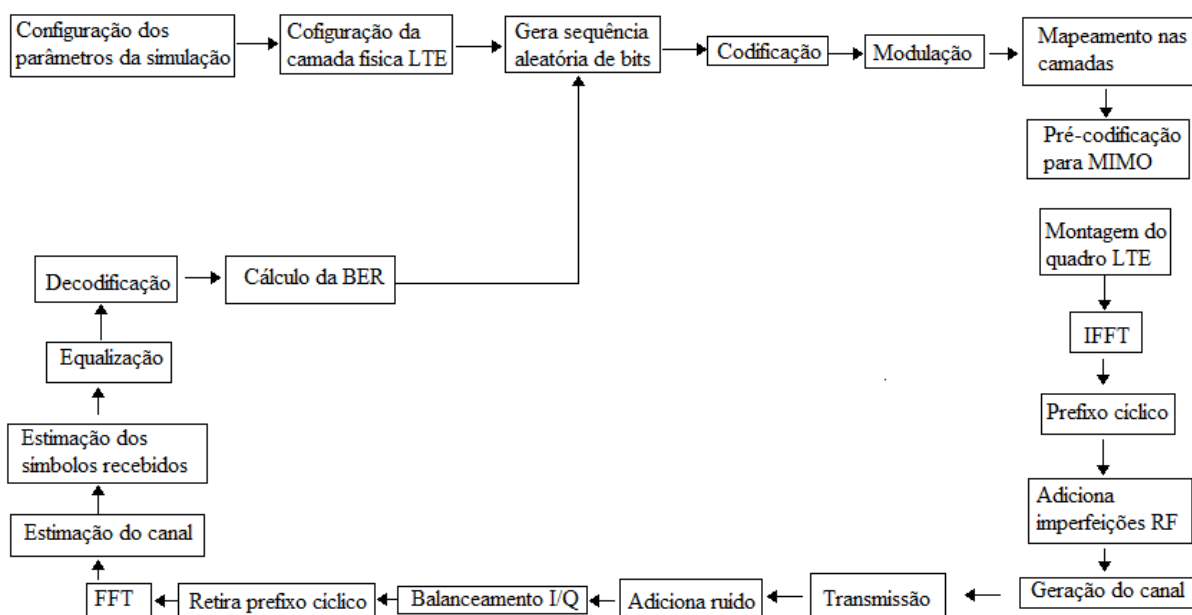 Configuração dos
parâmetros da simulação
Cofiguração da
camada fisica LTE
Gera sequência
aleatória de bits
Codificação
Modulação
Mapeamento nas
camadas
Pré-codificação
para MIMO
Montagem do
quadro LTE
IFFT
Prefixo cíclico
Adiciona
imperfeições RF
Geração do canal
Transmissão
Adiciona ruído
Balanceamento I/Q
Retira prefixo cíclico
FFT
Estimação do canal
Estimação dos
símbolos recebidos
Equalização
Decodificação
Cálculo da BER